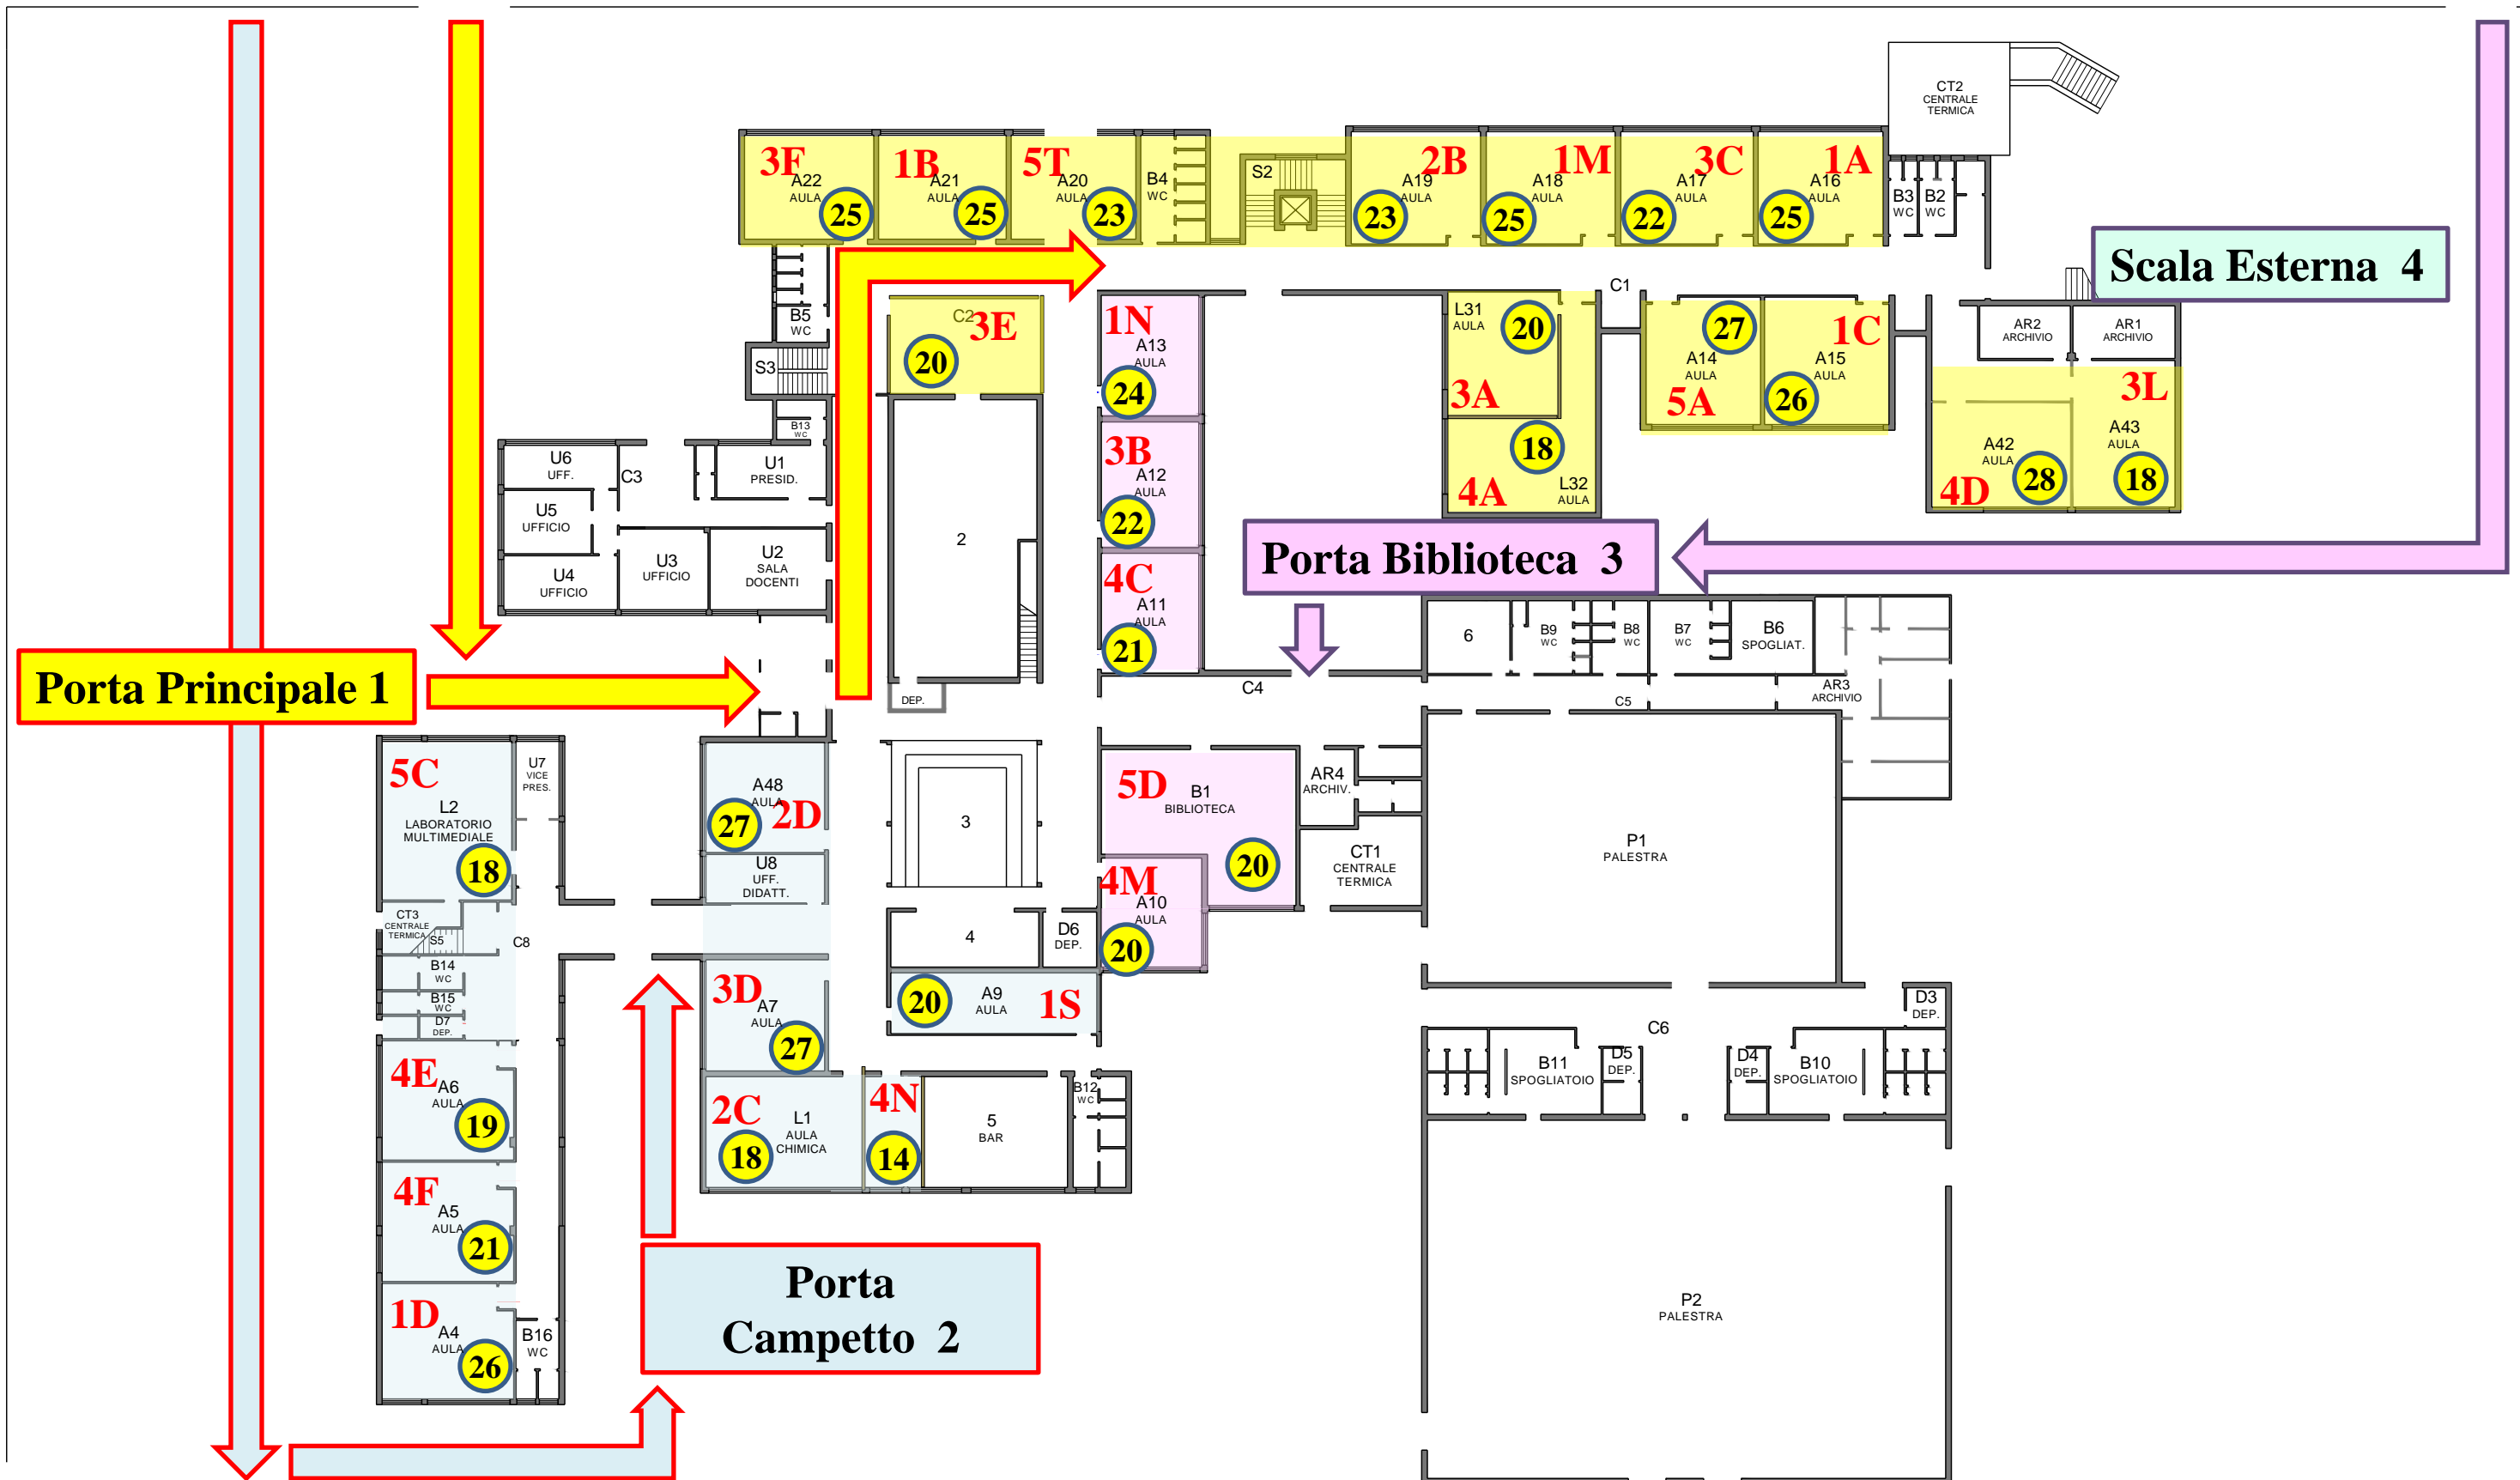 CT2
CENTRALE
TERMICA
3F
A22
AULA
25
1B
A21
AULA
25
5T
A20
AULA
23
B4
WC
S2
2B
A19
AULA
23
1M
A18
AULA
25
3C
A17
AULA
22
1A
A16
AULA
25
B3
WC
B2
WC
Scala Esterna 4
B5
WC
S3
B13
WC
C2
3E
20
1N
A13
AULA
24
L31
AULA
20
3A
C1
27
A14
AULA
5A
1C
A15
AULA
26
AR2
ARCHIVIO
AR1
ARCHIVIO
3L
A43
AULA
18
A42
AULA
28
4D
U6
UFF.
C3
U1
PRESID.
U5
UFFICIO
U4
UFFICIO
U3
UFFICIO
U2
SALA
DOCENTI
2
3B
A12
AULA
22
18
4A
L32
AULA
4C
A11
AULA
21
Porta Biblioteca 3
Porta Principale 1
DEP.
C4
6
B9
WC
B8
WC
B7
WC
B6
SPOGLIAT.
AR3
ARCHIVIO
C5
5C
L2
LABORATORIO
MULTIMEDIALE
18
U7
VICE
PRES.
A48
AULA
2D
27
U8
UFF.
DIDATT.
3
5D
B1
BIBLIOTECA
20
AR4
ARCHIV.
CT1
CENTRALE
TERMICA
P1
PALESTRA
4M
A10
AULA
20
CT3
CENTRALE
TERMICA
S5
C8
B14
WC
B15
WC
D7
DEP.
4
D6
DEP.
3D
A7
AULA
27
20
A9
AULA
1S
D3
DEP.
C6
B11
SPOGLIATOIO
D5
DEP.
D4
DEP.
B10
SPOGLIATOIO
4E
A6
AULA
19
2C
L1
AULA
CHIMICA
18
4N
14
5
BAR
B12
WC
4F
A5
AULA
21
Porta
Campetto 2
1D
A4
AULA
26
B16
WC
P2
PALESTRA